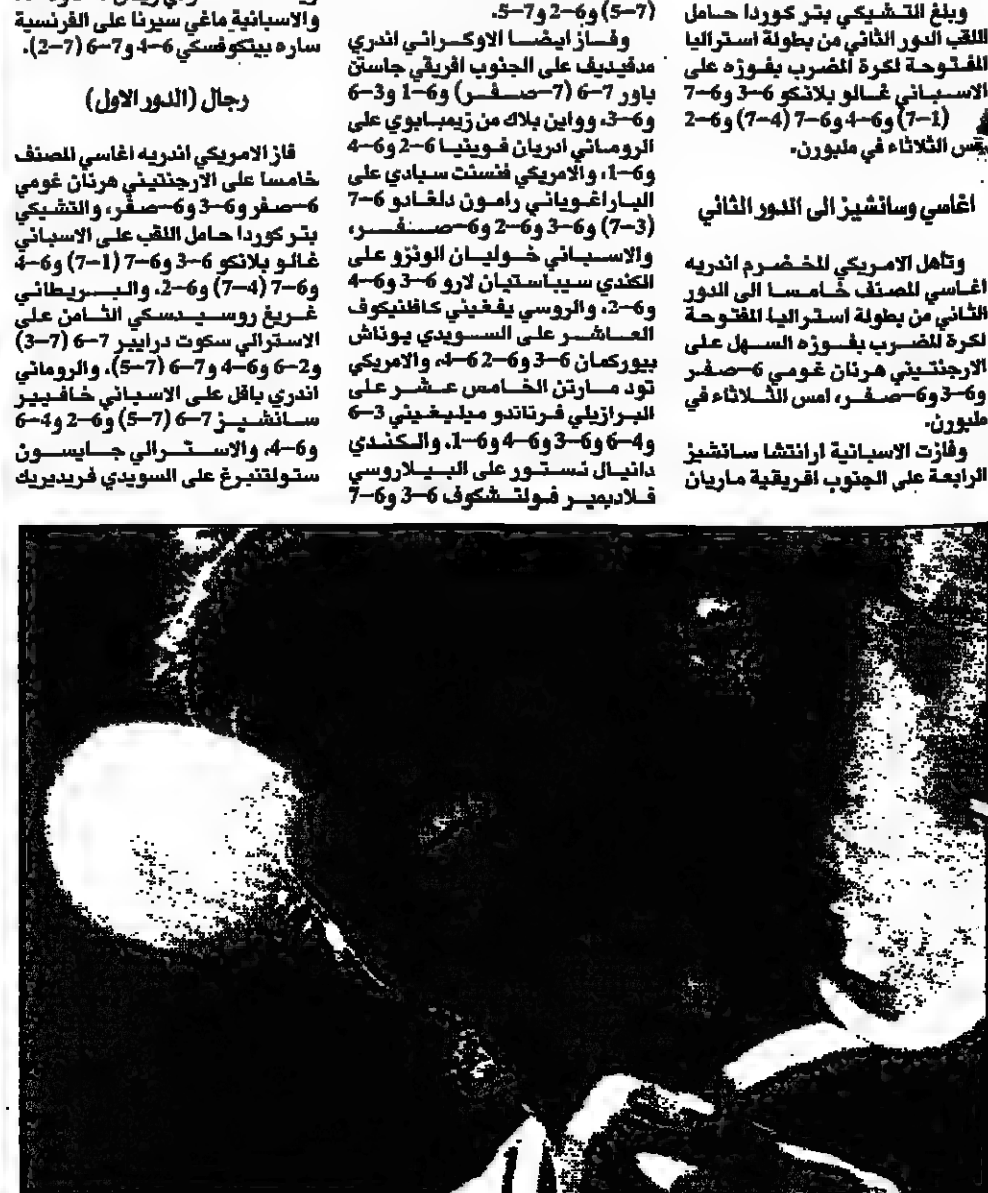 ويلغ التشيكي بتر كوردا حامل
اللقب الدور الثاني من بطولة استراليا
المفتوحة لكرة المضرب بفوزه على
الاسباني غالو بلانكو 6-3 و6-7
(1-7) و6-4 و6-7 (4-7) و6-2
امس الثلاثاء في ملبورن.
اغاسي وسانشيز الى الدور الثاني
وتأهل الامريكي المخضرم اندريه
اغاسي المصنف خامسا الى الدور
الثاني من بطولة استراليا المفتوحة
لكرة المضرب بفوزه السهل على
الارجنتيني هرنان غومي 6-صفر
و6-3 و6-صفر، امس الثلاثاء في
ملبورن.
وفازت الاسبانية ارانتشا سانشيز
الرابعة على الجنوب افريقية ماريان
(7-5) و6-2 و7-5.
وفاز ايضا الاوكراني اندري
مدفيديف على الجنوب افريقي جاستن
باور 7-6 (7-صفر) و6-1 و3-6
و6-3، وواين بلاك من زيمبابوي على
الروماني ادريان فوينيا 6-2 و6-4
و6-1، والامريكي فنسنت سبادي على
الباراغوياني رامون دلغادو 6-7
(3-7) و6-3 و6-2 و6-صفر،
والاسباني خوليان الونزو على
الكندي سيباستيان لارو 6-3 و6-4
و6-2، والروسي يفغيني كافلنيكوف
العاشر على السويدي يوناش
بيوركمان 6-3 و6-2 6-4، والامريكي
تود مارتن الخامس عشر على
البرازيلي فرناندو ميليغيني 3-6
و4-6 و6-3 و6-4 و6-1، والكندي
دانيال نستور على البيلاروسي
فلاديمير فولتشكوف 6-3 و6-7
والاسبانية ماغي سيرنا على الفرنسية
ساره بيتكوفسكي 6-4 و7-6 (7-2).
رجال (الدور الاول)
فاز الامريكي اندريه اغاسي المصنف
خامسا على الارجنتيني هرنان غومي
6-صفر و6-3 و6-صفر، والتشيكي
بتر كوردا حامل اللقب على الاسباني
غالو بلانكو 6-3 و6-7 (1-7) و6-4
و6-7 (4-7) و6-2، والبريطاني
غريغ روسيدسكي الثامن على
الاسترالي سكوت درايبر 7-6 (7-3)
و2-6 و6-4 و7-6 (7-5)، والروماني
اندري بافل على الاسباني خافيير
سانشيز 7-6 (7-5) و6-2 و4-6
و6-4، والاسترالي جايسون
ستولتنبرغ على السويدي فريديريك